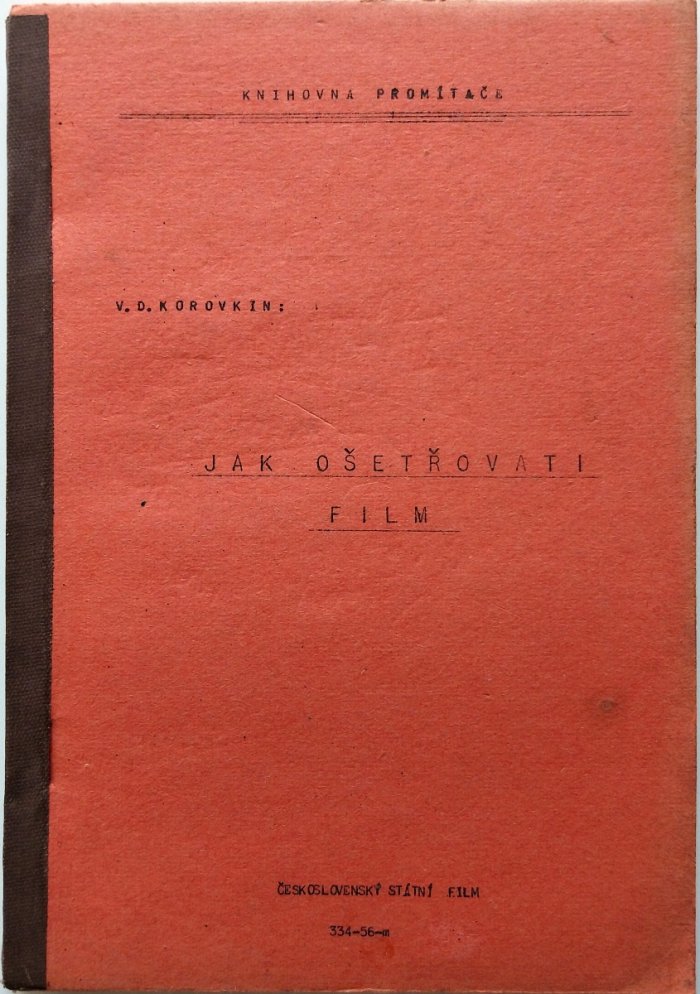 KNIHOVNA PROMÍTAČE
V.D.KOROVKIN:
JAK OŠETŘOVATI
FILM
ČESKOSLOVENSKÝ STÁTNÍ FILM
334-56-m